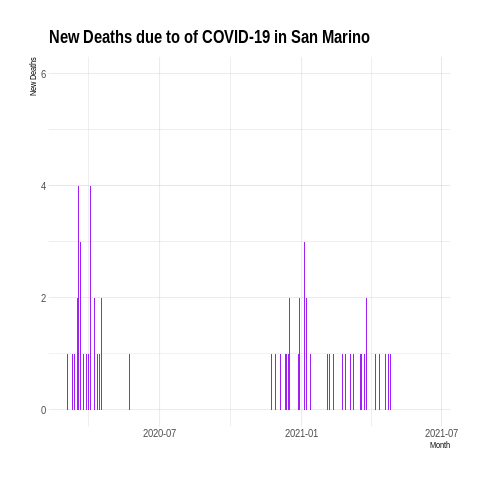 New Deaths due to of COVID-19 in San Marino
New Deaths
6
4
2
0
2020-07
2021-01
2021-07
Month